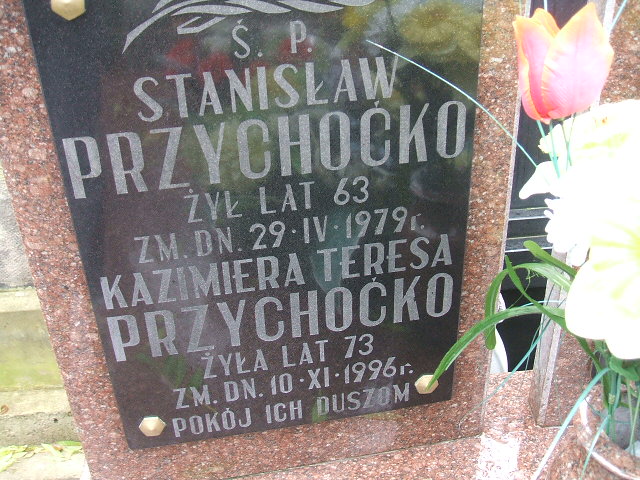 Ś. P.
STANISŁAW
PRZYCHOĆKO
ŻYŁ LAT 63
ZM. DN. 29·IV·1979r.
KAZIMIERA TERESA
PRZYCHOĆKO
ŻYŁA LAT 73
ZM. DN. 10·XI·1996r.
POKÓJ ICH DUSZOM